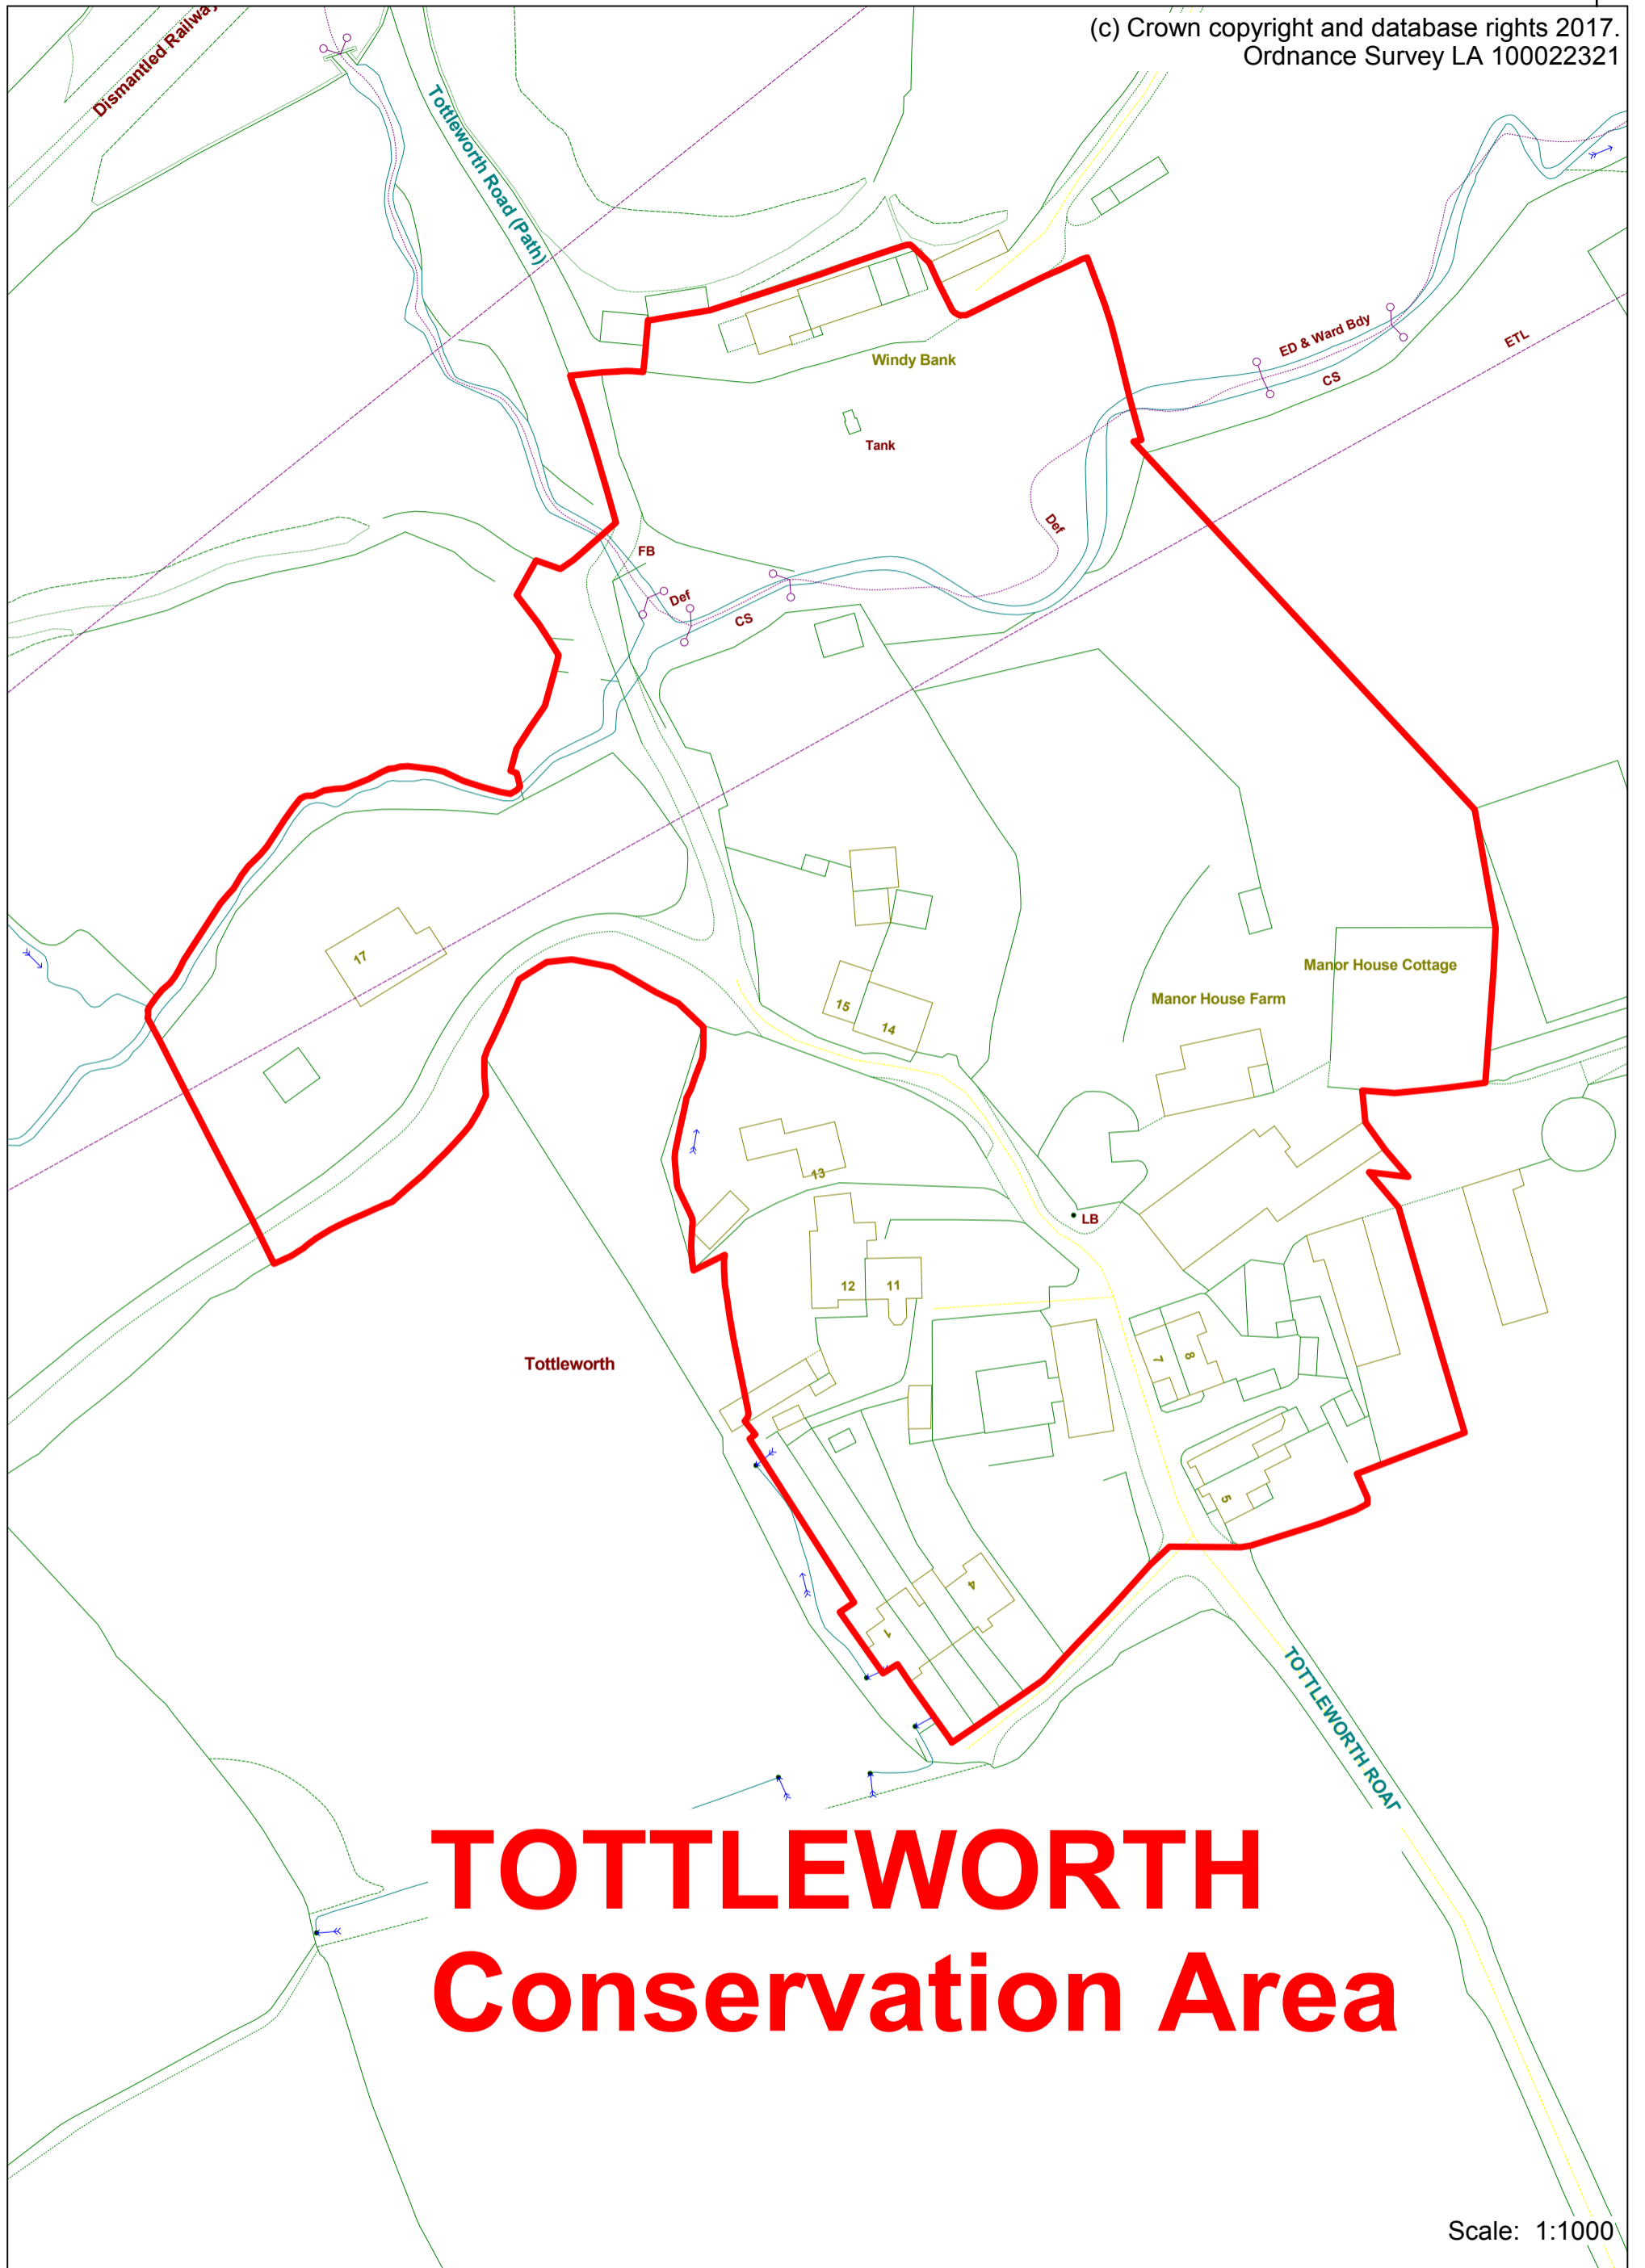 (c) Crown copyright and database rights 2017.
Ordnance Survey LA 100022321
Dismantled Railway
Tottleworth Road (Path)
ED & Ward Bdy
ETL
CS
Windy Bank
Tank
Def
FB
Def
CS
17
15
14
Manor House Cottage
Manor House Farm
13
LB
12
11
7
8
Tottleworth
5
4
1
TOTTLEWORTH ROAD
TOTTLEWORTH
Conservation Area
Scale: 1:1000